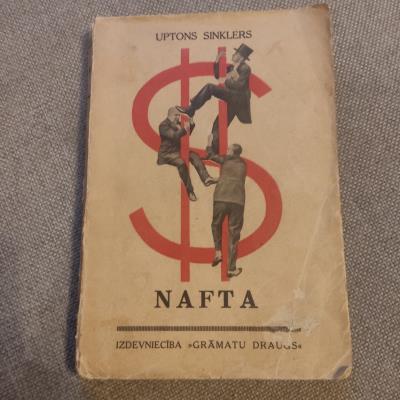 UPTONS SINKLERS
NAFTA
IZDEVNIECĪBA »GRĀMATU DRAUGS«